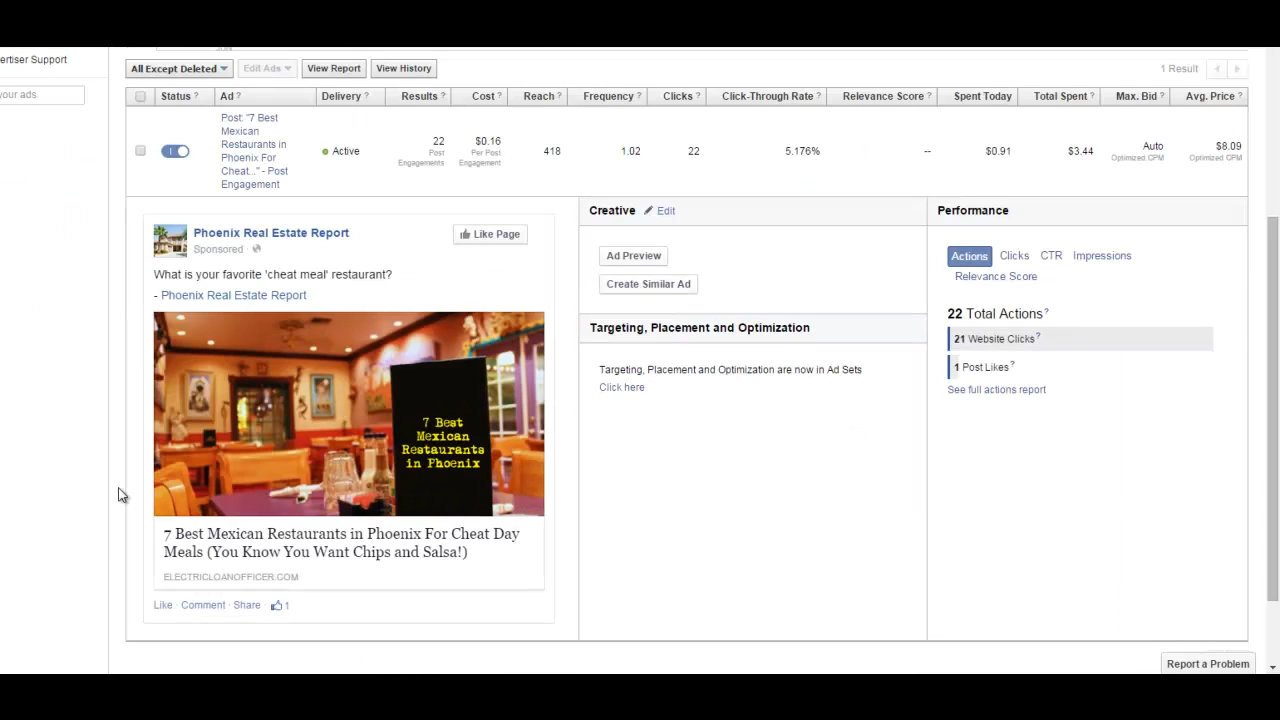 ertiser Support
your ads
All Except Deleted
Edit Ads
View Report
View History
1 Result
Status ?
Ad ?
Delivery ?
Results ?
Cost ?
Reach ?
Frequency ?
Clicks ?
Click-Through Rate ?
Relevance Score ?
Spent Today
Total Spent ?
Max. Bid ?
Avg. Price ?
Post: "7 Best
Mexican
Restaurants in
Phoenix For
Cheat..." - Post
Engagement
Active
22
Post
Engagements
$0.16
Per Post
Engagement
418
1.02
22
5.176%
--
$0.91
$3.44
Auto
Optimized CPM
$8.09
Optimized CPM
Phoenix Real Estate Report
Sponsored ·
Like Page
What is your favorite 'cheat meal' restaurant?
- Phoenix Real Estate Report
7 Best
Mexican
Restaurants
in Phoenix
7 Best Mexican Restaurants in Phoenix For Cheat Day
Meals (You Know You Want Chips and Salsa!)
ELECTRICLOANOFFICER.COM
Like · Comment · Share · 1
Creative Edit
Ad Preview
Create Similar Ad
Targeting, Placement and Optimization
Targeting, Placement and Optimization are now in Ad Sets
Click here
Performance
Actions Clicks CTR Impressions
Relevance Score
22 Total Actions ?
21 Website Clicks ?
1 Post Likes ?
See full actions report
Report a Problem